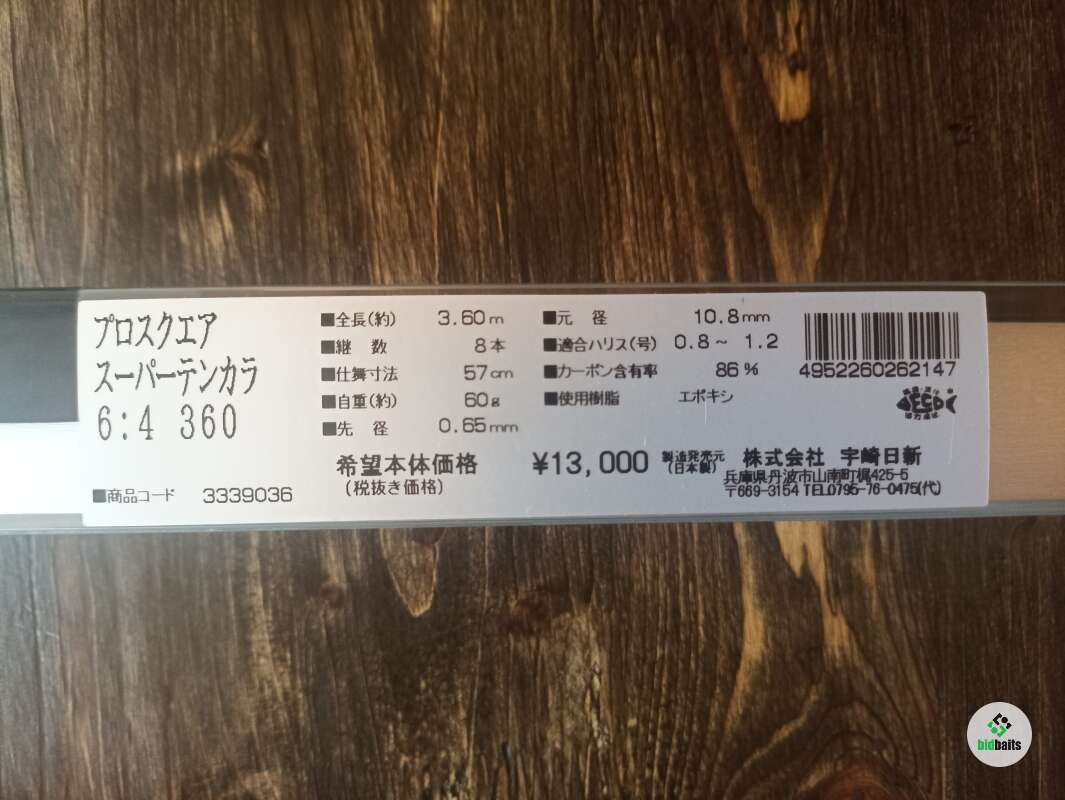 プロスクエア
スーパーテンカラ
6:4 360
■商品コード 3339036
■全長(約) 3.60m
■継数 8本
■仕舞寸法 57cm
■自重(約) 60g
■先径 0.65mm
■元径 10.8mm
■適合ハリス(号) 0.8～1.2
■カーボン含有率 86%
■使用樹脂 エポキシ
希望本体価格 ¥13,000
(税抜き価格)
製造発売元 株式会社 宇崎日新
(日本製)
兵庫県丹波市山南町梶425-5
〒669-3154 TEL0795-76-0475(代)
4952260262147
bidbaits